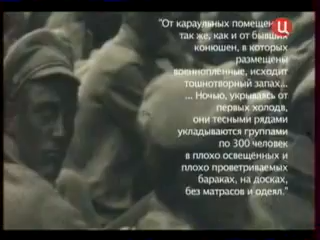 "От караульных помещений
так же, как и от бывших
конюшен, в которых
размещены
военнопленные, исходит
тошнотворный запах...
... Ночью, укрываясь от
первых холодв,
они тесными рядами
укладываются группами
по 300 человек
в плохо освещённых и
плохо проветриваемых
бараках, на досках,
без матрасов и одеял."
Ц